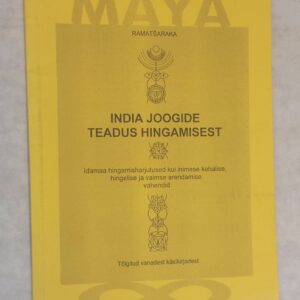 MAYA
RAMATŠARAKA
INDIA JOOGIDE
TEADUS HINGAMISEST
Idamaa hingamisharjutused kui inimese kehalise,
hingelise ja vaimse arendamise
vahendid
Tõlgitud vanadest käsikirjadest